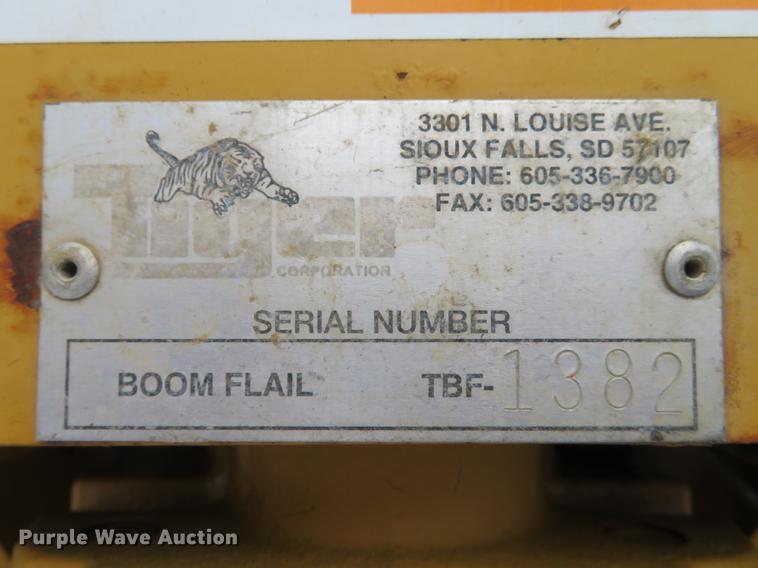 3301 N. LOUISE AVE.
SIOUX FALLS, SD 57107
PHONE: 605-336-7900
FAX: 605-338-9702
Tiger
CORPORATION
SERIAL NUMBER
BOOM FLAIL TBF-1382
Purple Wave Auction